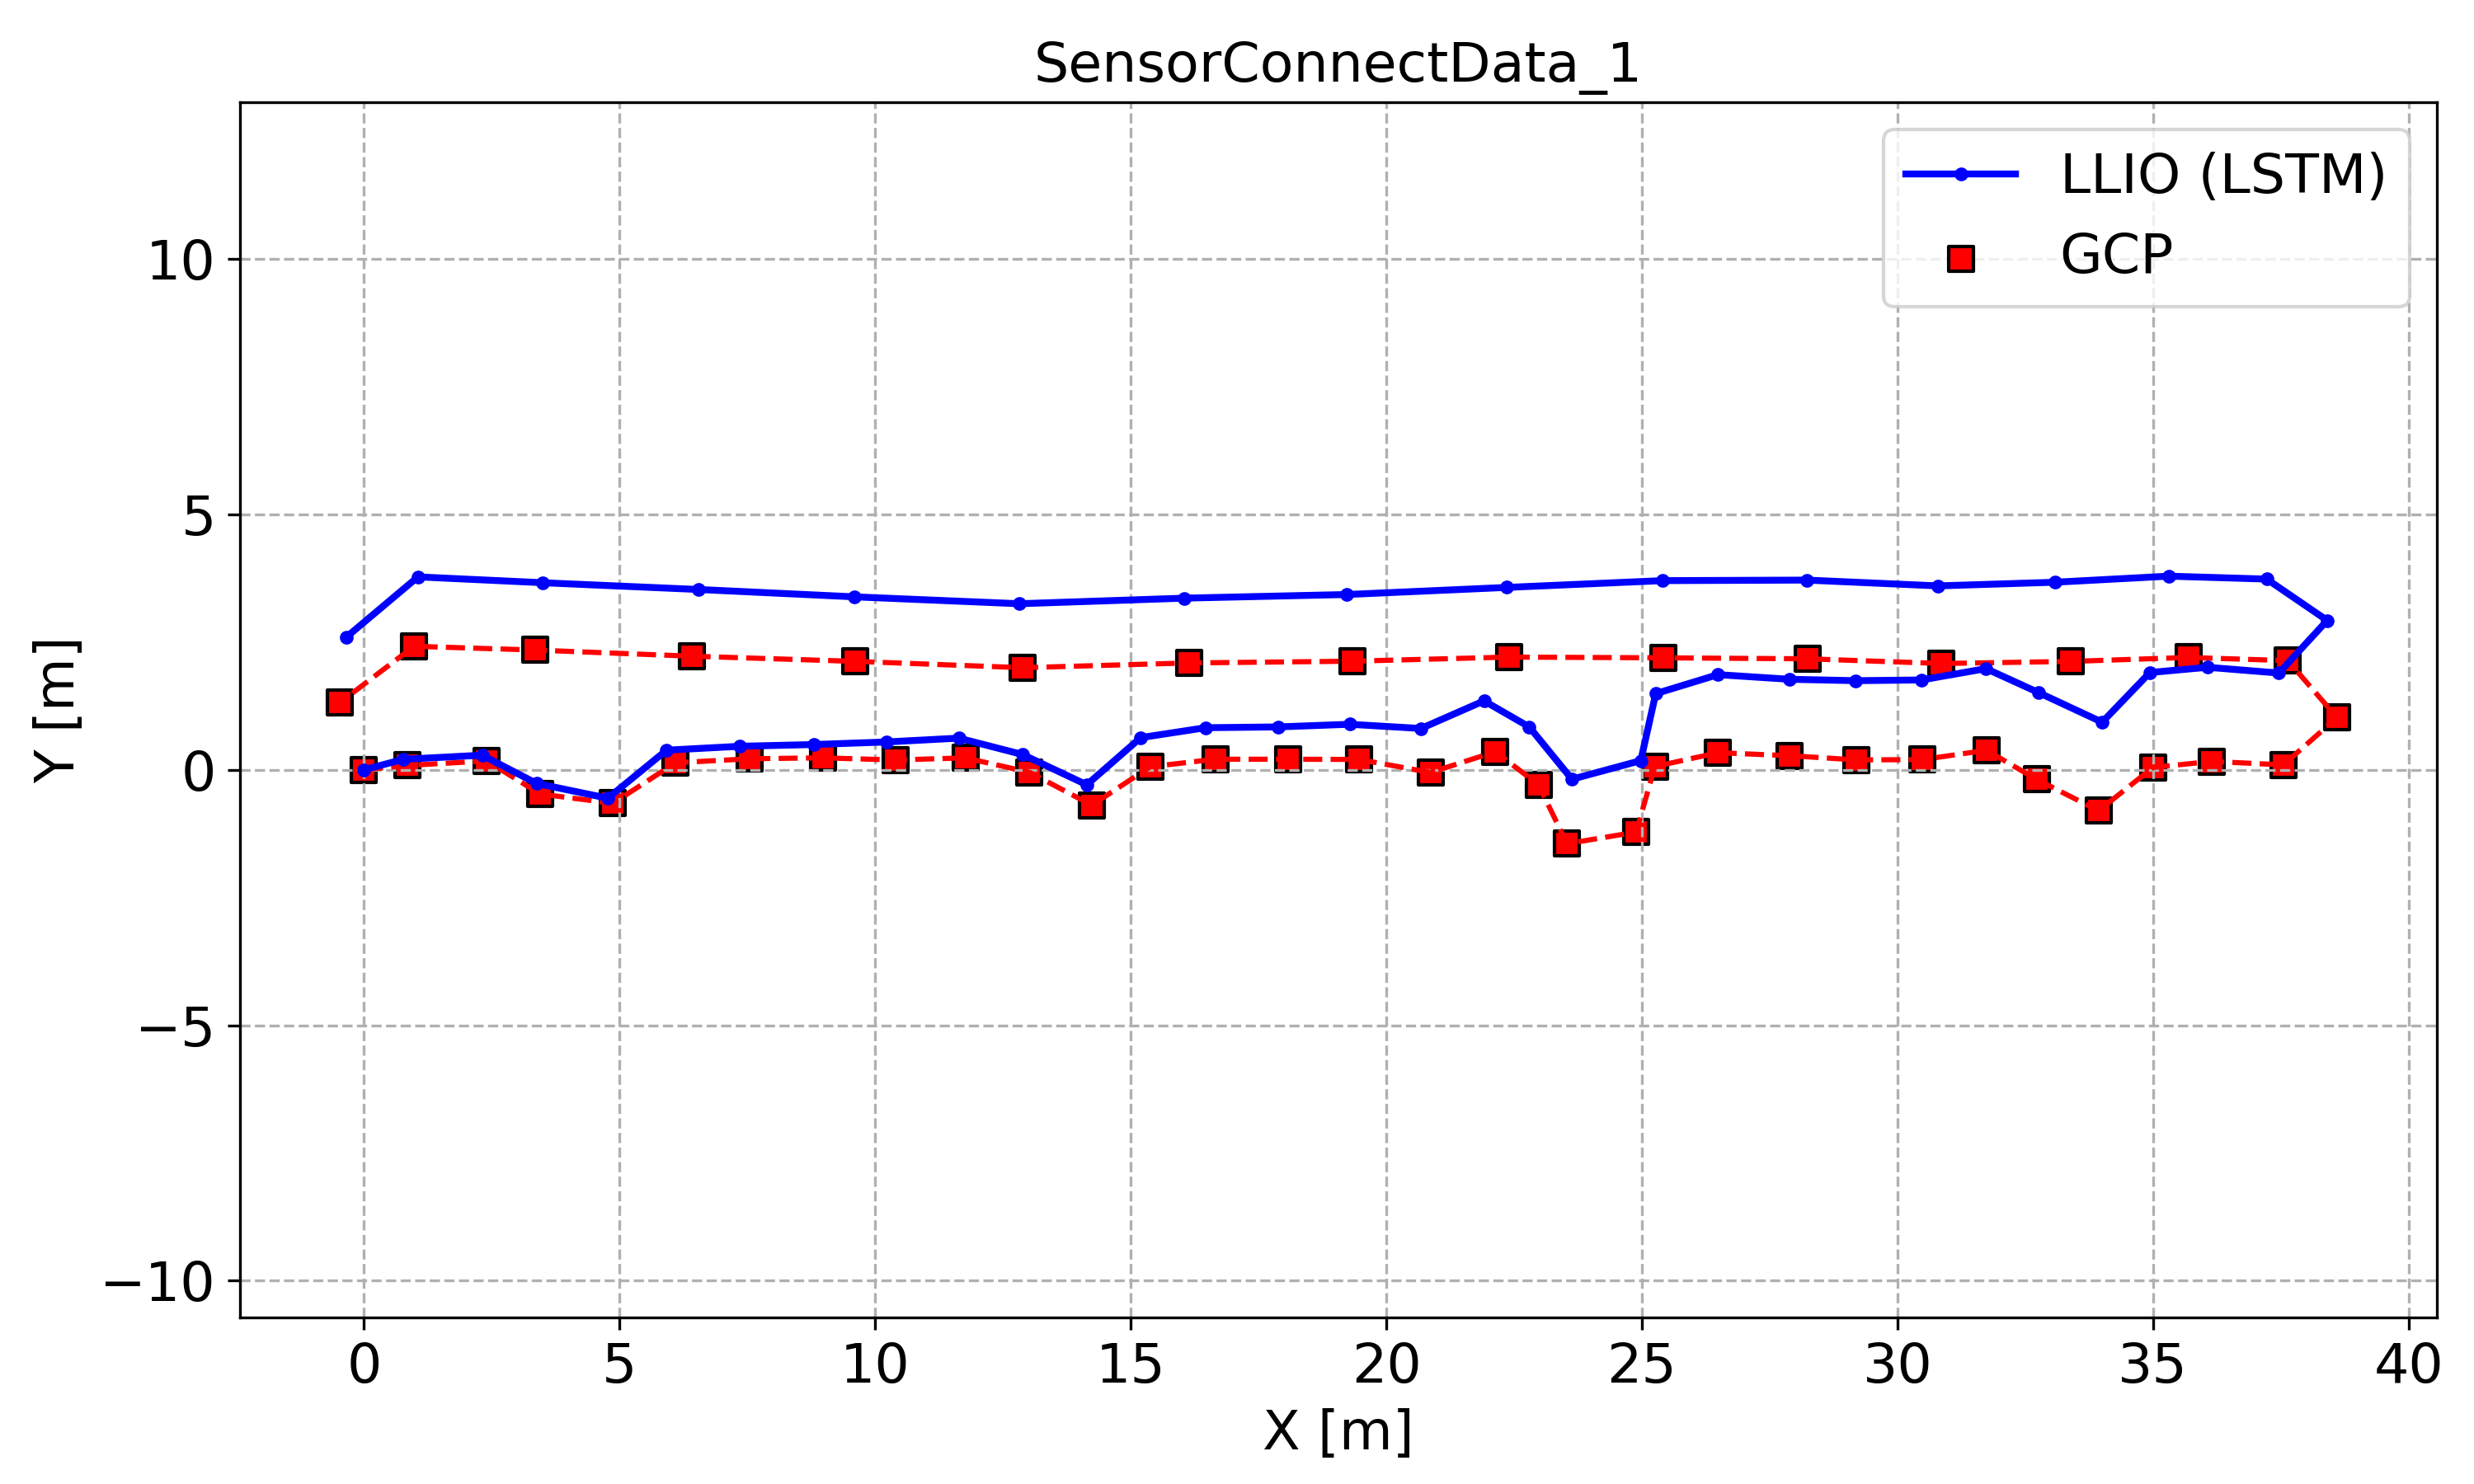 SensorConnectData_1
LLIO (LSTM)
GCP
10
5
0
−5
−10
Y [m]
0 5 10 15 20 25 30 35 40
X [m]